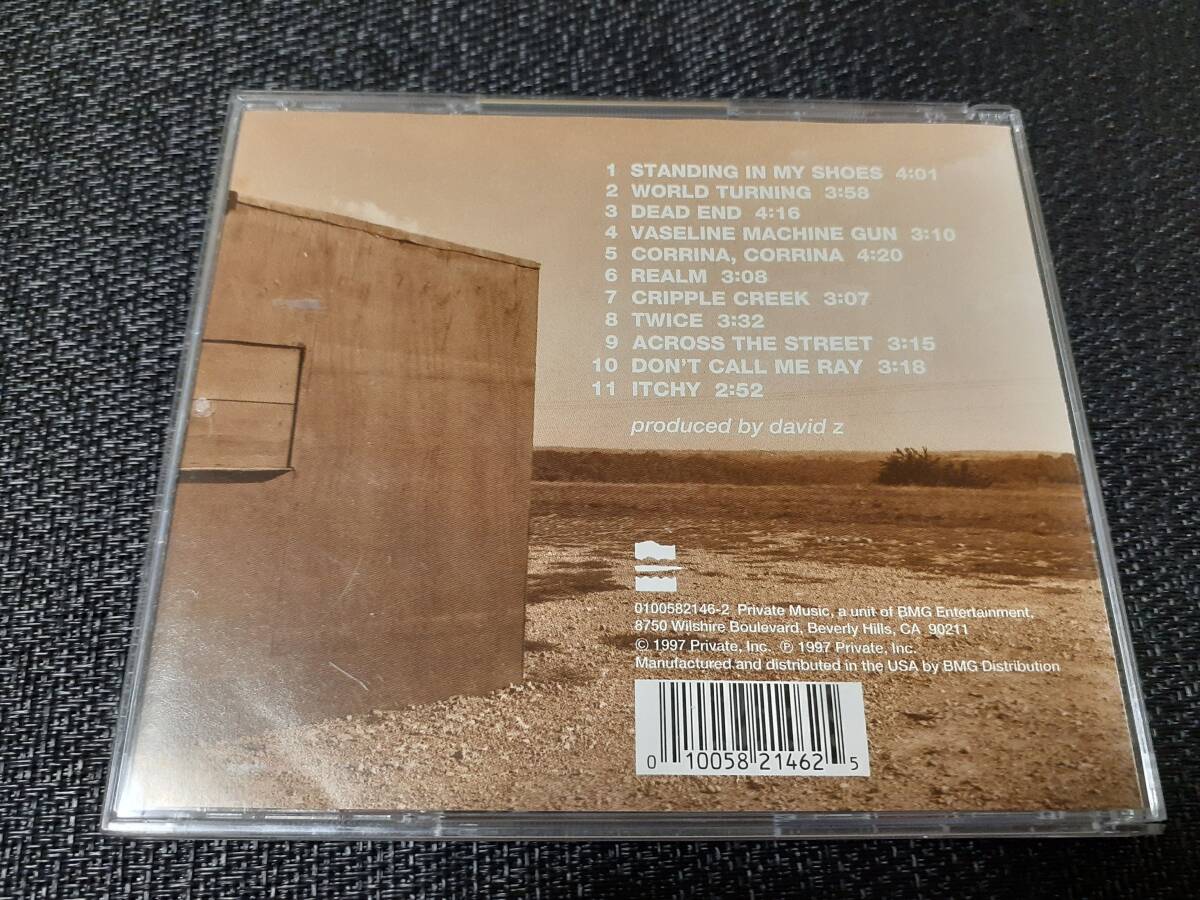 1 STANDING IN MY SHOES 4:01
2 WORLD TURNING 3:58
3 DEAD END 4:16
4 VASELINE MACHINE GUN 3:10
5 CORRINA, CORRINA 4:20
6 REALM 3:08
7 CRIPPLE CREEK 3:07
8 TWICE 3:32
9 ACROSS THE STREET 3:15
10 DON'T CALL ME RAY 3:18
11 ITCHY 2:52
produced by david z
0100582146-2 Private Music, a unit of BMG Entertainment,
8750 Wilshire Boulevard, Beverly Hills, CA 90211
© 1997 Private, Inc. ℗ 1997 Private, Inc.
Manufactured and distributed in the USA by BMG Distribution
0 10058 21462 5